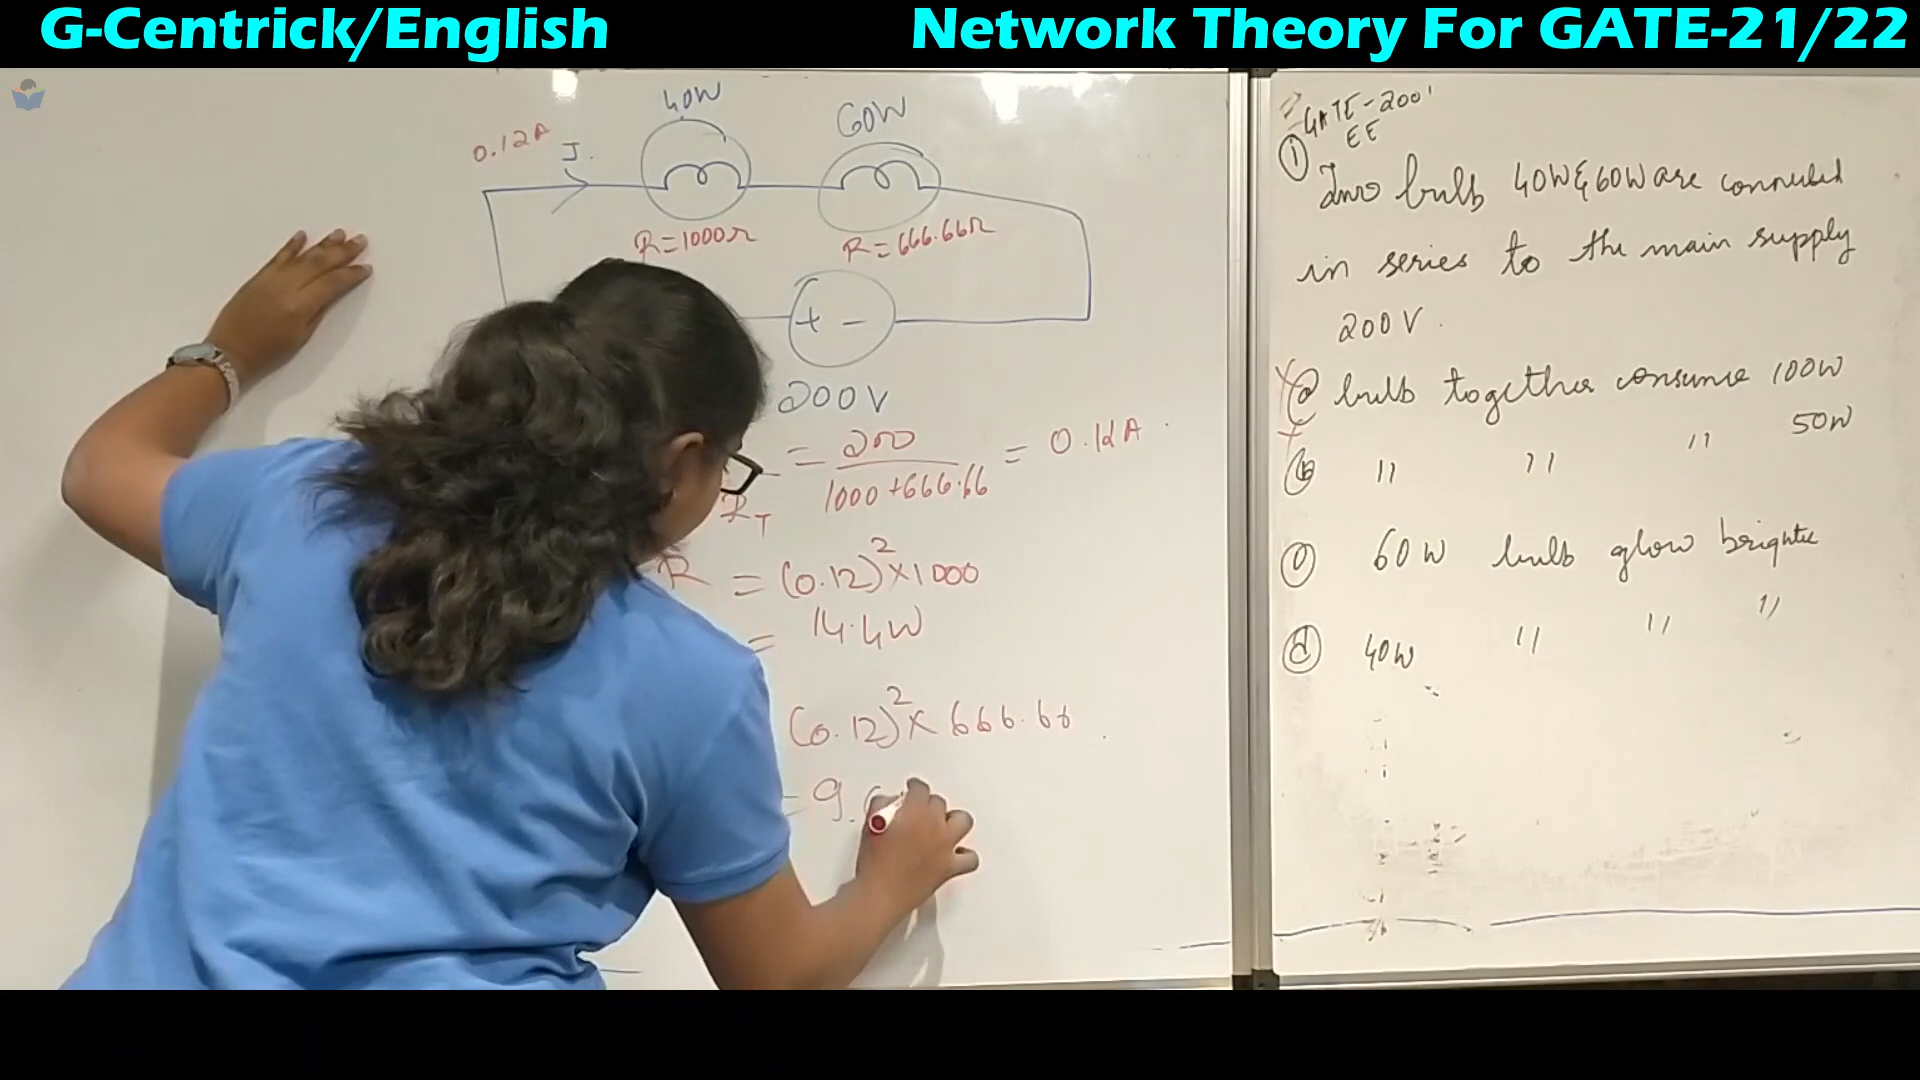 G-Centrick/English
Network Theory For GATE-21/22
40W
60W
0.12A
I.
R=1000Ω
R=666.66Ω
+ -
200V
= 200 / 1000+666.66 = 0.12A
R_T
R = (0.12)²×1000
= 14.4W
(0.12)²× 666.66
= 9.
GATE-2001
EE
① Two bulb 40W & 60W are connected
in series to the main supply
200V.
ⓐ bulb together consume 100W
ⓑ " " " 50W
ⓒ 60W bulb glow brighter
ⓓ 40W " " "